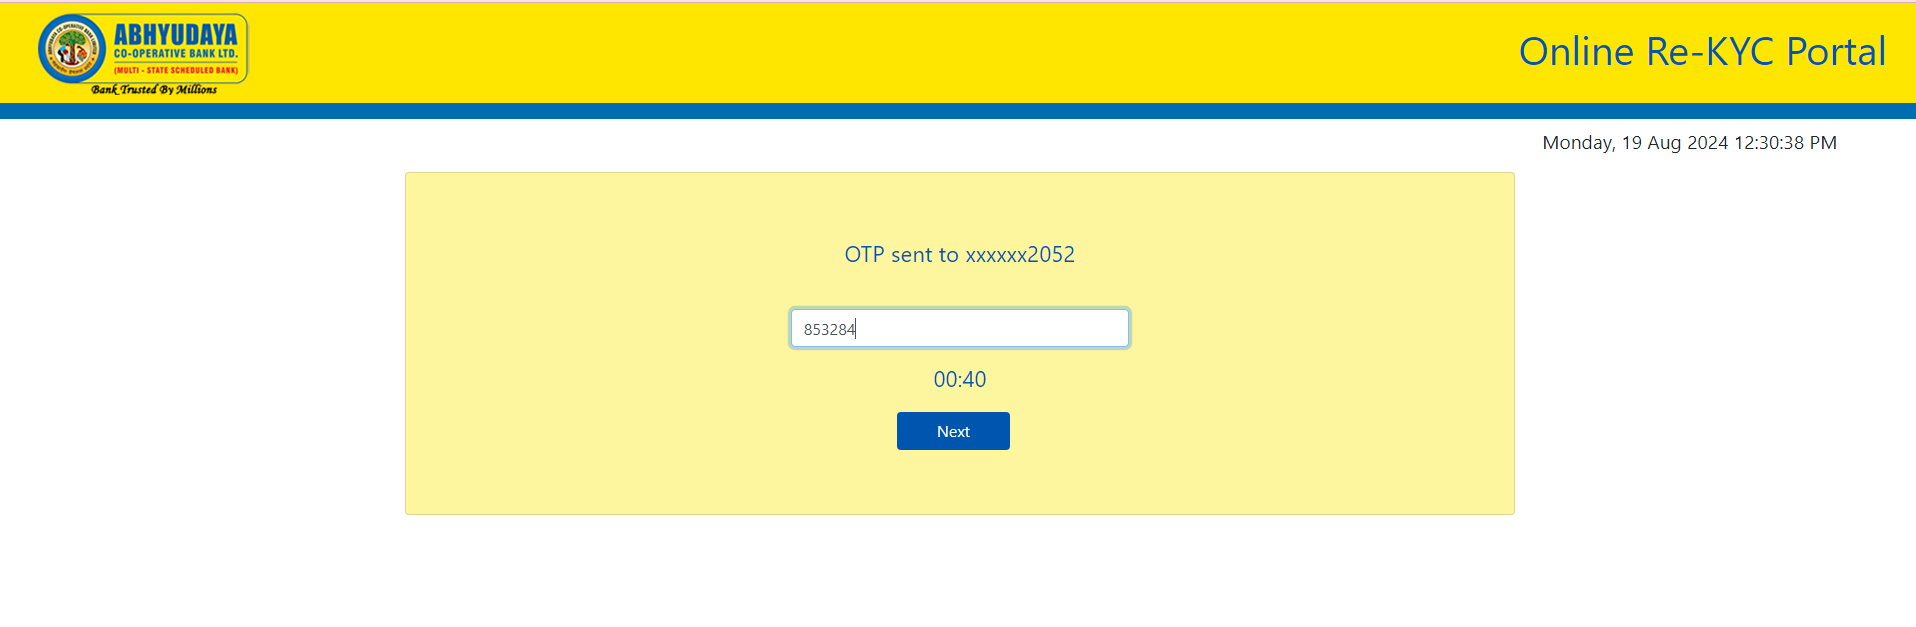 ABHYUDAYA
CO-OPERATIVE BANK LTD.
(MULTI - STATE SCHEDULED BANK)
Bank Trusted By Millions
Online Re-KYC Portal
Monday, 19 Aug 2024 12:30:38 PM
OTP sent to xxxxxx2052
853284
00:40
Next